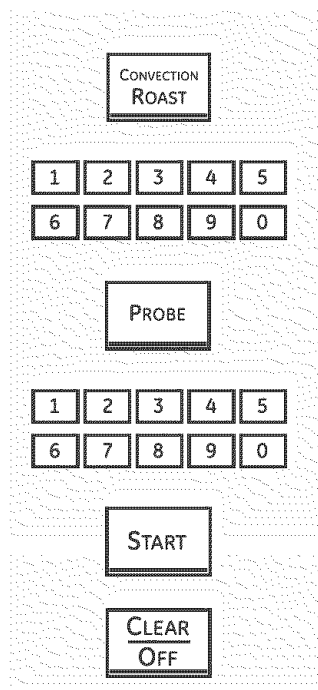 CONVECTION
ROAST
1 2 3 4 5
6 7 8 9 0
PROBE
1 2 3 4 5
6 7 8 9 0
START
CLEAR
OFF